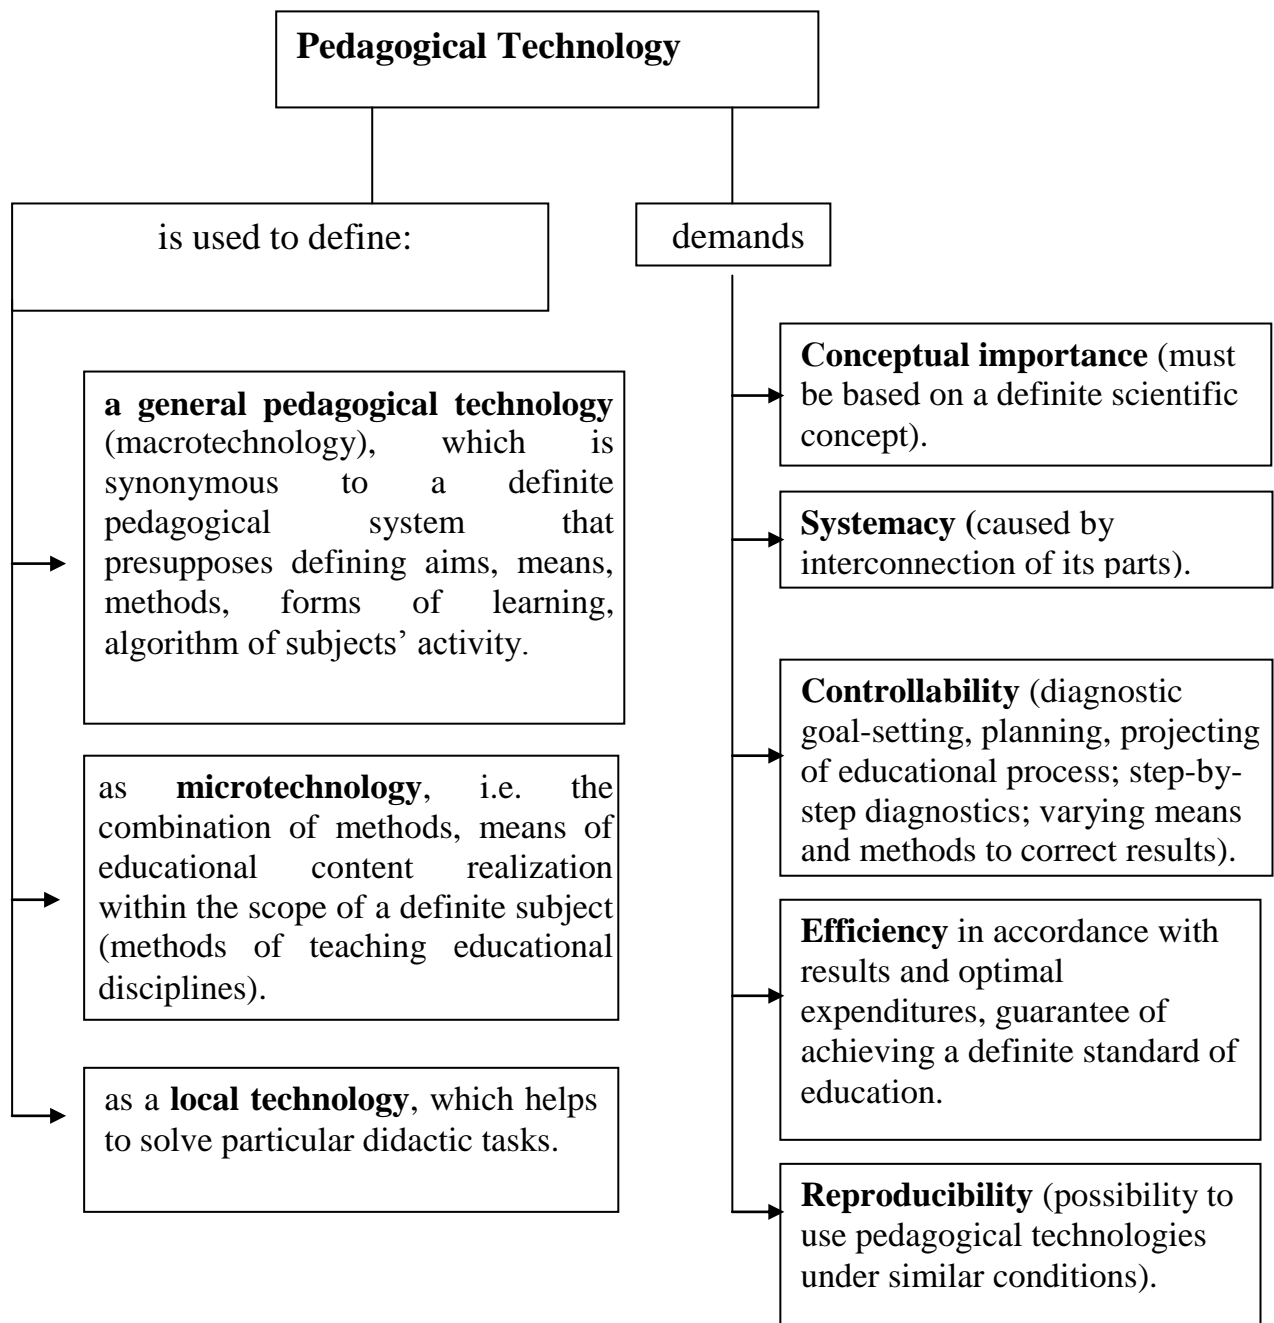 Pedagogical Technology
is used to define:
demands
a general pedagogical technology
(macrotechnology), which is
synonymous to a definite
pedagogical system that
presupposes defining aims, means,
methods, forms of learning,
algorithm of subjects’ activity.
as microtechnology, i.e. the
combination of methods, means of
educational content realization
within the scope of a definite subject
(methods of teaching educational
disciplines).
as a local technology, which helps
to solve particular didactic tasks.
Conceptual importance (must
be based on a definite scientific
concept).
Systemacy (caused by
interconnection of its parts).
Controllability (diagnostic
goal-setting, planning, projecting
of educational process; step-by-
step diagnostics; varying means
and methods to correct results).
Efficiency in accordance with
results and optimal
expenditures, guarantee of
achieving a definite standard of
education.
Reproducibility (possibility to
use pedagogical technologies
under similar conditions).